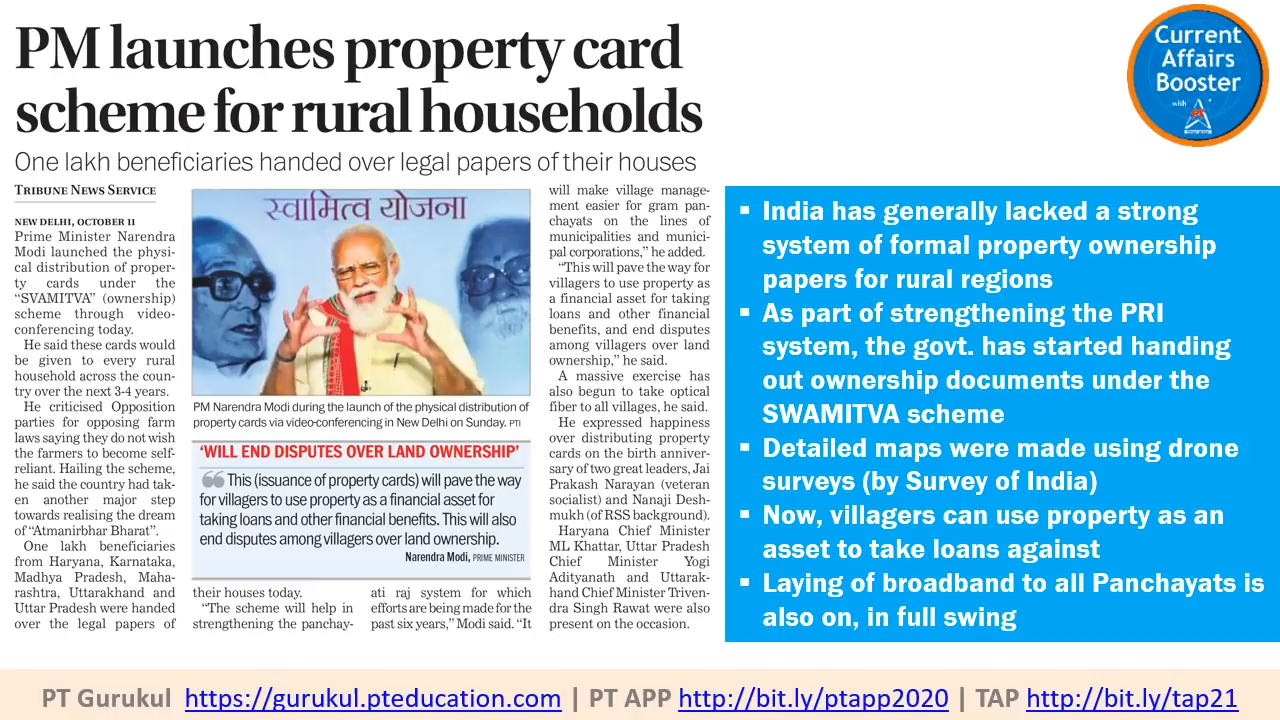 PM launches property card
scheme for rural households
One lakh beneficiaries handed over legal papers of their houses
TRIBUNE NEWS SERVICE
NEW DELHI, OCTOBER 11
Prime Minister Narendra
Modi launched the physi-
cal distribution of proper-
ty cards under the
“SVAMITVA” (ownership)
scheme through video-
conferencing today.
He said these cards would
be given to every rural
household across the coun-
try over the next 3-4 years.
He criticised Opposition
parties for opposing farm
laws saying they do not wish
the farmers to become self-
reliant. Hailing the scheme,
he said the country had tak-
en another major step
towards realising the dream
of “Atmanirbhar Bharat”.
One lakh beneficiaries
from Haryana, Karnataka,
Madhya Pradesh, Maha-
rashtra, Uttarakhand and
Uttar Pradesh were handed
over the legal papers of
स्वामित्व योजना
PM Narendra Modi during the launch of the physical distribution of
property cards via video-conferencing in New Delhi on Sunday. PTI
‘WILL END DISPUTES OVER LAND OWNERSHIP’
This (issuance of property cards) will pave the way
for villagers to use property as a financial asset for
taking loans and other financial benefits. This will also
end disputes among villagers over land ownership.
Narendra Modi, PRIME MINISTER
their houses today.
“The scheme will help in
strengthening the panchay-
ati raj system for which
efforts are being made for the
past six years,” Modi said. “It
will make village manage-
ment easier for gram pan-
chayats on the lines of
municipalities and munici-
pal corporations,” he added.
“This will pave the way for
villagers to use property as
a financial asset for taking
loans and other financial
benefits, and end disputes
among villagers over land
ownership,” he said.
A massive exercise has
also begun to take optical
fiber to all villages, he said.
He expressed happiness
over distributing property
cards on the birth anniver-
sary of two great leaders, Jai
Prakash Narayan (veteran
socialist) and Nanaji Desh-
mukh (of RSS background).
Haryana Chief Minister
ML Khattar, Uttar Pradesh
Chief Minister Yogi
Adityanath and Uttarak-
hand Chief Minister Triven-
dra Singh Rawat were also
present on the occasion.
Current
Affairs
Booster
with PT
▪ India has generally lacked a strong
system of formal property ownership
papers for rural regions
▪ As part of strengthening the PRI
system, the govt. has started handing
out ownership documents under the
SWAMITVA scheme
▪ Detailed maps were made using drone
surveys (by Survey of India)
▪ Now, villagers can use property as an
asset to take loans against
▪ Laying of broadband to all Panchayats is
also on, in full swing
PT Gurukul https://gurukul.pteducation.com | PT APP http://bit.ly/ptapp2020 | TAP http://bit.ly/tap21